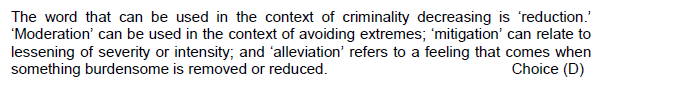 The word that can be used in the context of criminality decreasing is ‘reduction.’
‘Moderation’ can be used in the context of avoiding extremes; ‘mitigation’ can relate to
lessening of severity or intensity; and ‘alleviation’ refers to a feeling that comes when
something burdensome is removed or reduced. Choice (D)